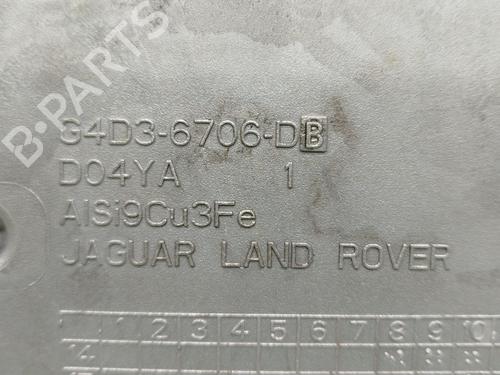 B-PARTS
G4D3-6706-DB
D04YA 1
AlSi9Cu3Fe
JAGUAR LAND ROVER
1 2 3 4 5 6 7 8 9 10
14